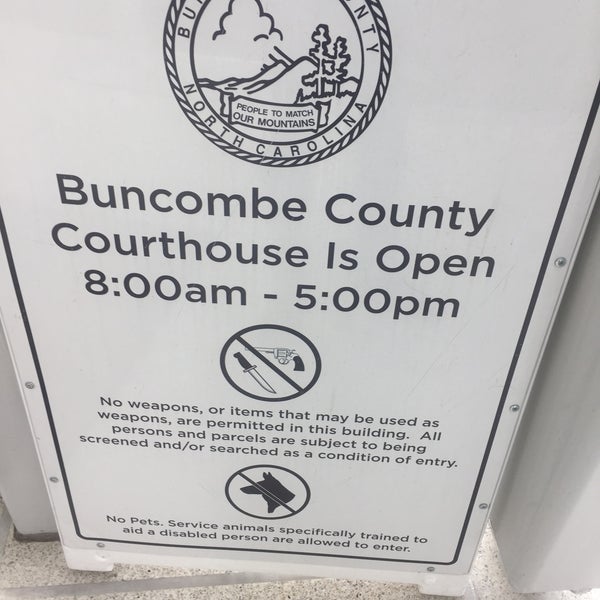 BU
NTY
PEOPLE TO MATCH
OUR MOUNTAINS
NORTH CAROLINA
Buncombe County
Courthouse Is Open
8:00am - 5:00pm
No weapons, or items that may be used as
weapons, are permitted in this building. All
persons and parcels are subject to being
screened and/or searched as a condition of entry.
No Pets. Service animals specifically trained to
aid a disabled person are allowed to enter.